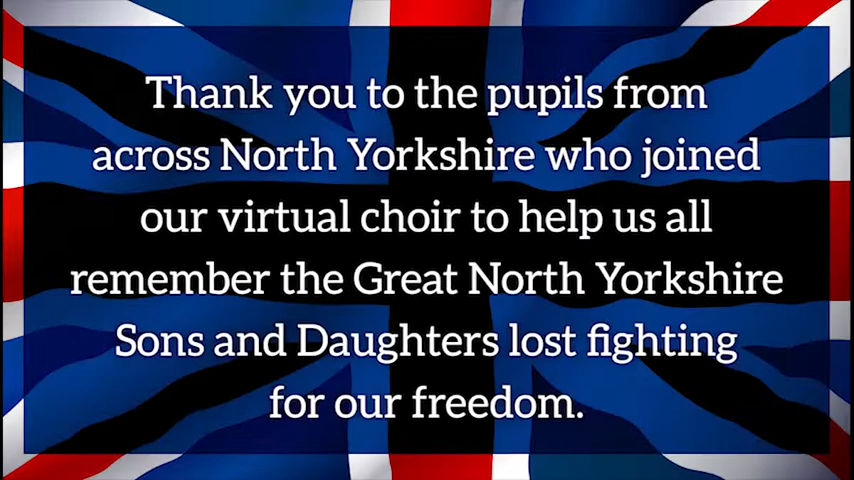 Thank you to the pupils from
across North Yorkshire who joined
our virtual choir to help us all
remember the Great North Yorkshire
Sons and Daughters lost fighting
for our freedom.